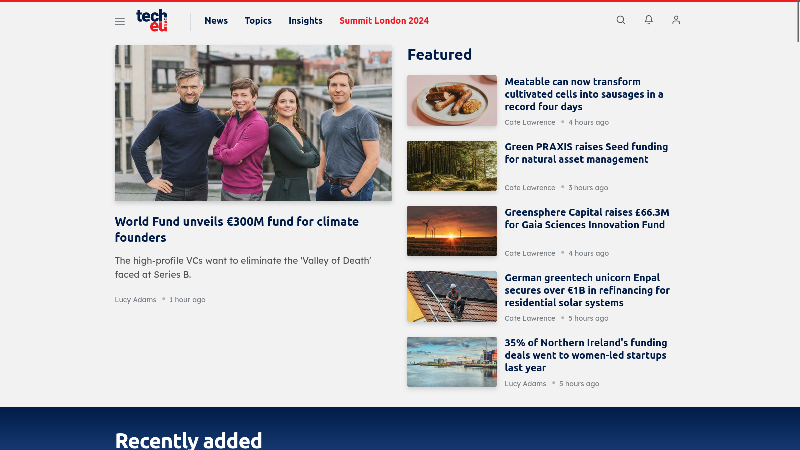 tech.eu
News Topics Insights Summit London 2024
World Fund unveils €300M fund for climate
founders
The high-profile VCs want to eliminate the 'Valley of Death'
faced at Series B.
Lucy Adams • 1 hour ago
Featured
Meatable can now transform
cultivated cells into sausages in a
record four days
Cate Lawrence • 4 hours ago
Green PRAXIS raises Seed funding
for natural asset management
Cate Lawrence • 3 hours ago
Greensphere Capital raises £66.3M
for Gaia Sciences Innovation Fund
Cate Lawrence • 4 hours ago
German greentech unicorn Enpal
secures over €1B in refinancing for
residential solar systems
Cate Lawrence • 5 hours ago
35% of Northern Ireland's funding
deals went to women-led startups
last year
Lucy Adams • 5 hours ago
Recently added